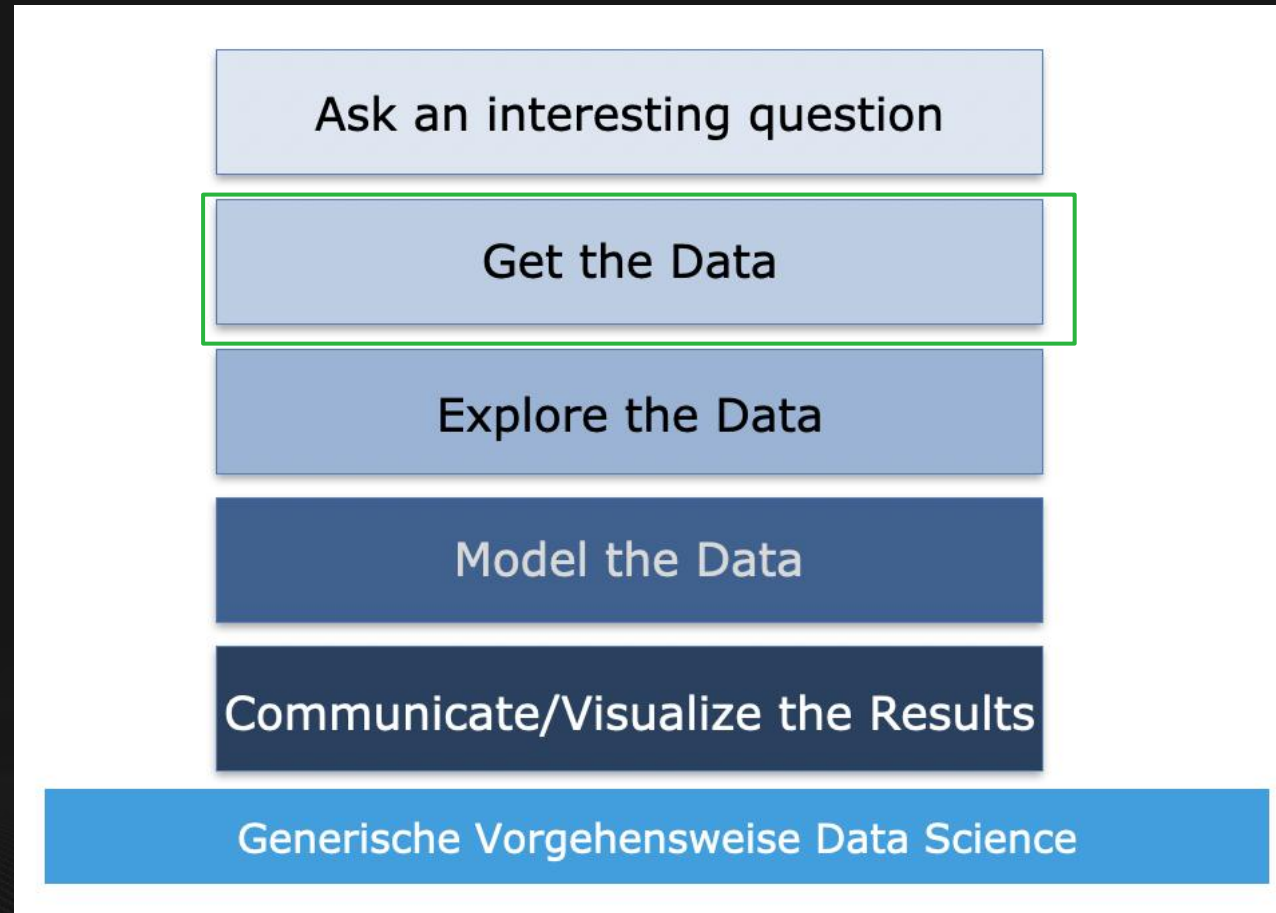 Ask an interesting question
Get the Data
Explore the Data
Model the Data
Communicate/Visualize the Results
Generische Vorgehensweise Data Science